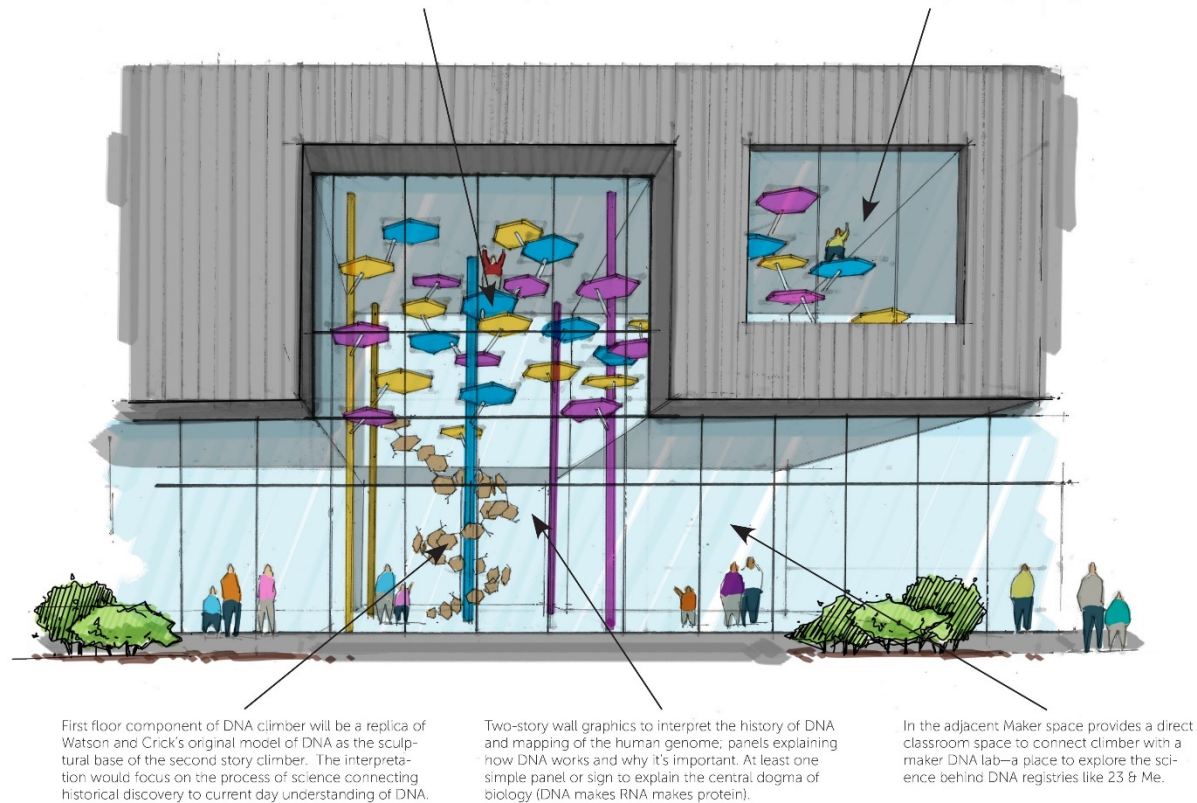 First floor component of DNA climber will be a replica of
Watson and Crick's original model of DNA as the sculp-
tural base of the second story climber. The interpreta-
tion would focus on the process of science connecting
historical discovery to current day understanding of DNA.
Two-story wall graphics to interpret the history of DNA
and mapping of the human genome; panels explaining
how DNA works and why it's important. At least one
simple panel or sign to explain the central dogma of
biology (DNA makes RNA makes protein).
In the adjacent Maker space provides a direct
classroom space to connect climber with a
maker DNA lab—a place to explore the sci-
ence behind DNA registries like 23 & Me.